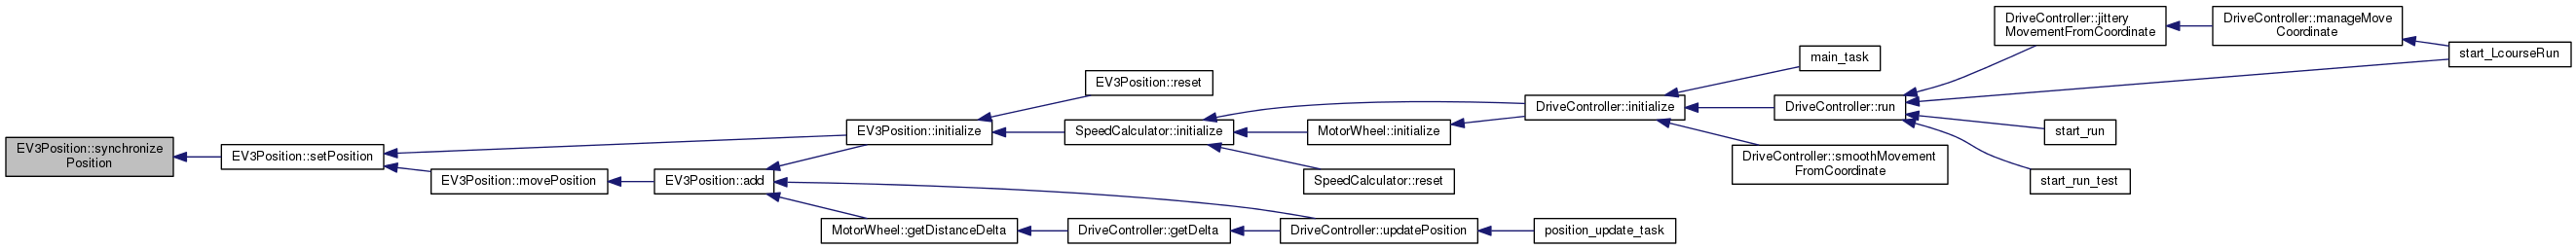 EV3Position::synchronize
Position
EV3Position::setPosition
EV3Position::initialize
EV3Position::movePosition
EV3Position::reset
EV3Position::add
SpeedCalculator::initialize
MotorWheel::getDistanceDelta
MotorWheel::initialize
SpeedCalculator::reset
DriveController::getDelta
DriveController::initialize
DriveController::updatePosition
main_task
DriveController::run
DriveController::smoothMovement
FromCoordinate
position_update_task
DriveController::jittery
MovementFromCoordinate
DriveController::manageMove
Coordinate
start_LcourseRun
start_run
start_run_test